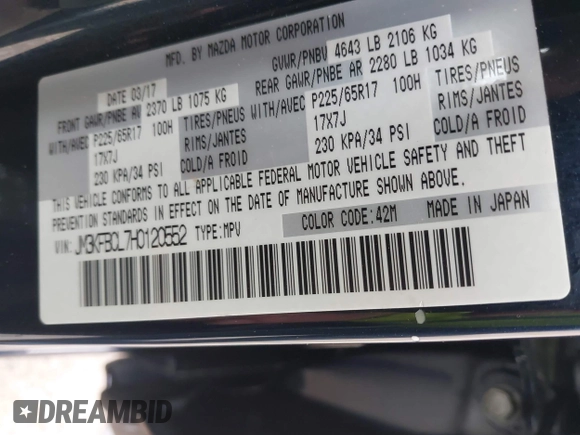 MFD. BY MAZDA MOTOR CORPORATION
DATE 03/17
GVWR/PNBV 4643 LB 2106 KG
FRONT GAWR/PNBE AV 2370 LB 1075 KG
REAR GAWR/PNBE AR 2280 LB 1034 KG
WITH/AVEC P225/65R17 100H TIRES/PNEUS
WITH/AVEC P225/65R17 100H TIRES/PNEUS
17X7J RIMS/JANTES
17X7J RIMS/JANTES
230 KPA/34 PSI COLD/A FROID
230 KPA/34 PSI COLD/A FROID
THIS VEHICLE CONFORMS TO ALL APPLICABLE FEDERAL MOTOR VEHICLE SAFETY AND THEFT
PREVENTION STANDARDS IN EFFECT ON THE DATE OF MANUFACTURE SHOWN ABOVE.
VIN: JM3KFBCL7H0120552 TYPE:MPV
COLOR CODE:42M MADE IN JAPAN
DREAMBID